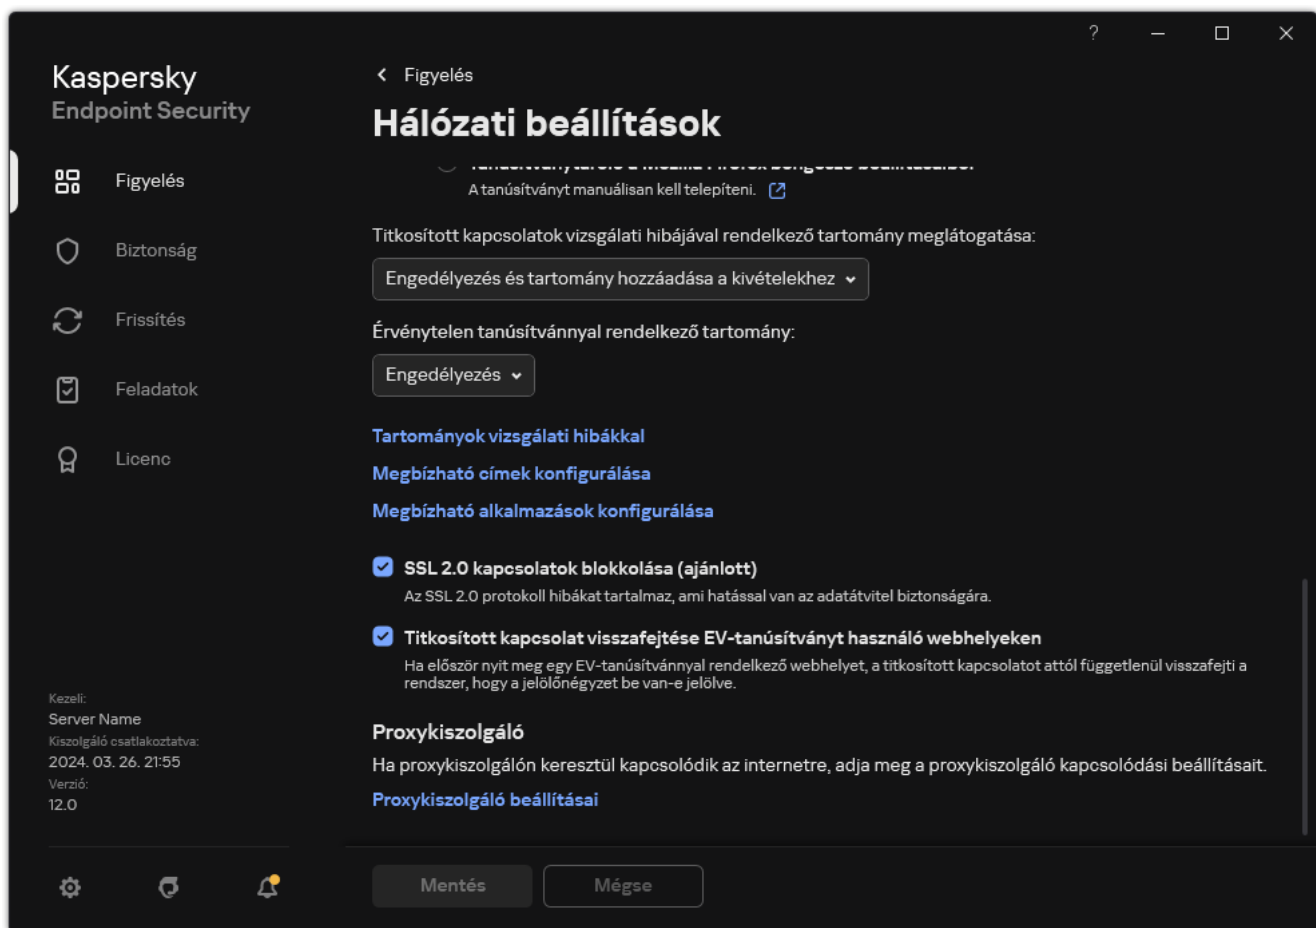 ?
Kaspersky
Endpoint Security
Figyelés
Biztonság
Frissítés
Feladatok
Licenc
Kezeli:
Server Name
Kiszolgáló csatlakoztatva:
2024. 03. 26. 21:55
Verzió:
12.0
Figyelés
Hálózati beállítások
Tanúsítványtároló a Mozilla Firefox böngésző beállításaiból
A tanúsítványt manuálisan kell telepíteni.
Titkosított kapcsolatok vizsgálati hibájával rendelkező tartomány meglátogatása:
Engedélyezés és tartomány hozzáadása a kivételekhez
Érvénytelen tanúsítvánnyal rendelkező tartomány:
Engedélyezés
Tartományok vizsgálati hibákkal
Megbízható címek konfigurálása
Megbízható alkalmazások konfigurálása
SSL 2.0 kapcsolatok blokkolása (ajánlott)
Az SSL 2.0 protokoll hibákat tartalmaz, ami hatással van az adatátvitel biztonságára.
Titkosított kapcsolat visszafejtése EV-tanúsítványt használó webhelyeken
Ha először nyit meg egy EV-tanúsítvánnyal rendelkező webhelyet, a titkosított kapcsolatot attól függetlenül visszafejti a
rendszer, hogy a jelölőnégyzet be van-e jelölve.
Proxykiszolgáló
Ha proxykiszolgálón keresztül kapcsolódik az internetre, adja meg a proxykiszolgáló kapcsolódási beállításait.
Proxykiszolgáló beállításai
Mentés
Mégse